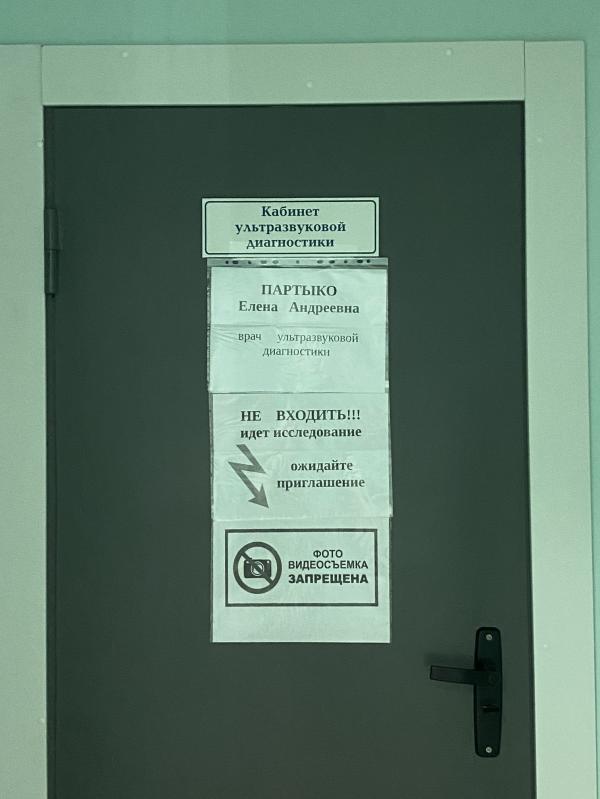 Кабинет
ультразвуковой
диагностики
ПАРТЫКО
Елена Андреевна
врач ультразвуковой
диагностики
НЕ ВХОДИТЬ!!!
идет исследование
ожидайте
приглашение
ФОТО
ВИДЕОСЪЕМКА
ЗАПРЕЩЕНА